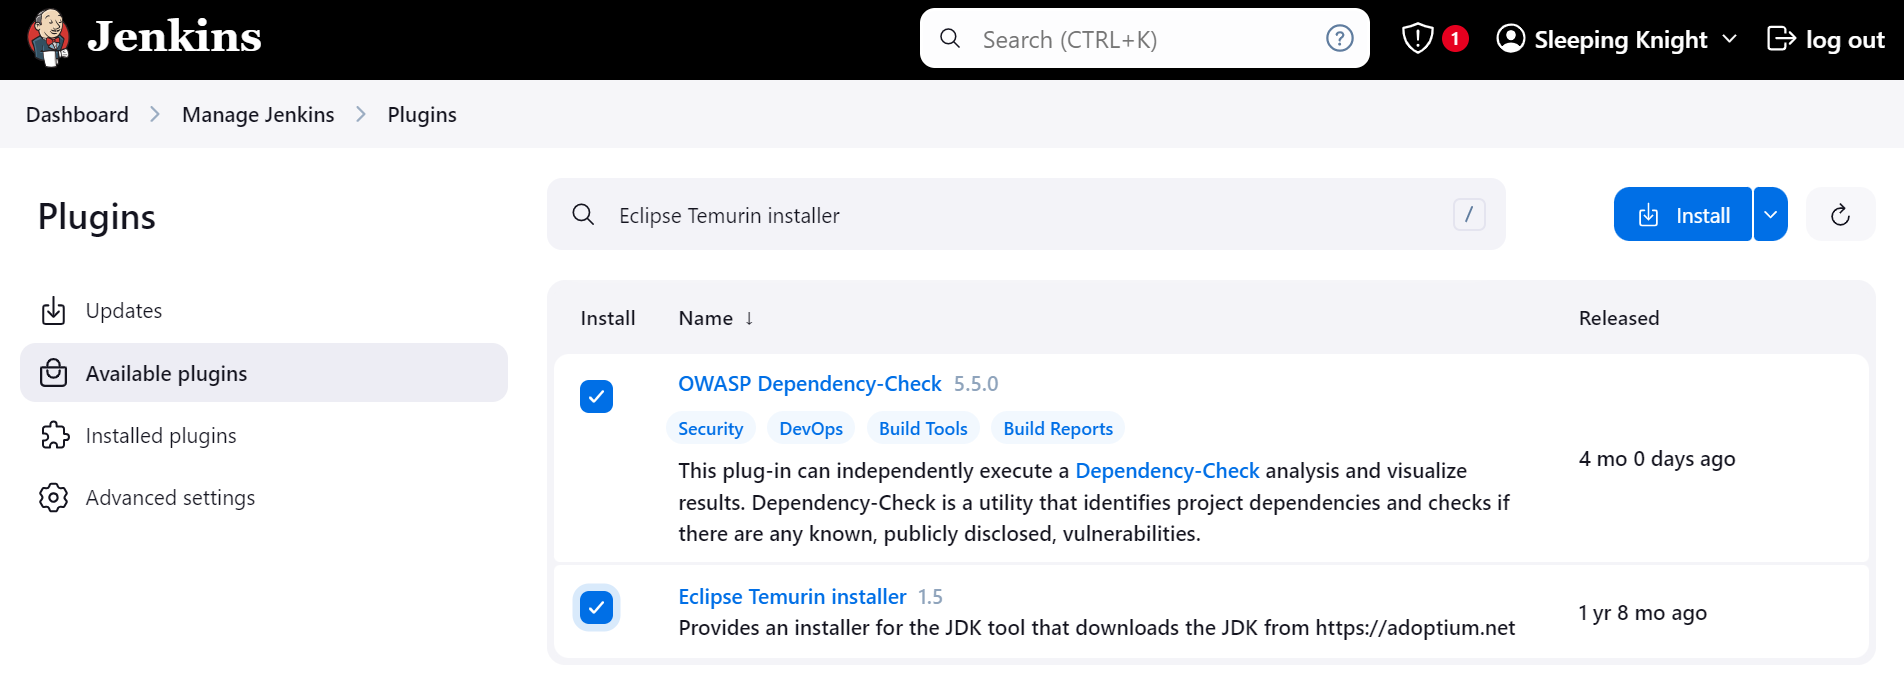 Jenkins
Search (CTRL+K)
?
1
Sleeping Knight
log out
Dashboard
Manage Jenkins
Plugins
Plugins
Updates
Available plugins
Installed plugins
Advanced settings
Eclipse Temurin installer
/
Install
Install
Name ↓
Released
OWASP Dependency-Check 5.5.0
Security
DevOps
Build Tools
Build Reports
This plug-in can independently execute a Dependency-Check analysis and visualize
results. Dependency-Check is a utility that identifies project dependencies and checks if
there are any known, publicly disclosed, vulnerabilities.
4 mo 0 days ago
Eclipse Temurin installer 1.5
Provides an installer for the JDK tool that downloads the JDK from https://adoptium.net
1 yr 8 mo ago